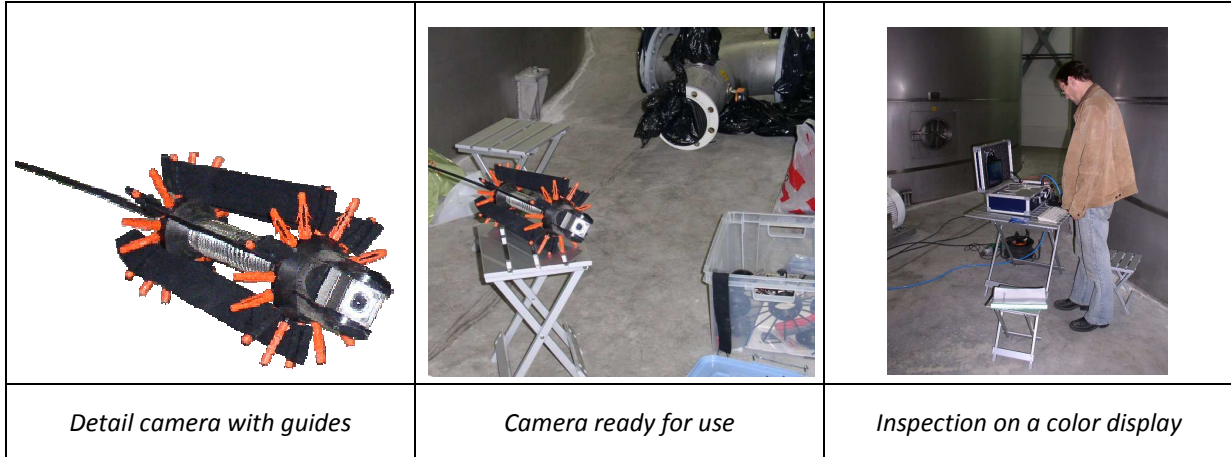 Detail camera with guides
Camera ready for use
Inspection on a color display